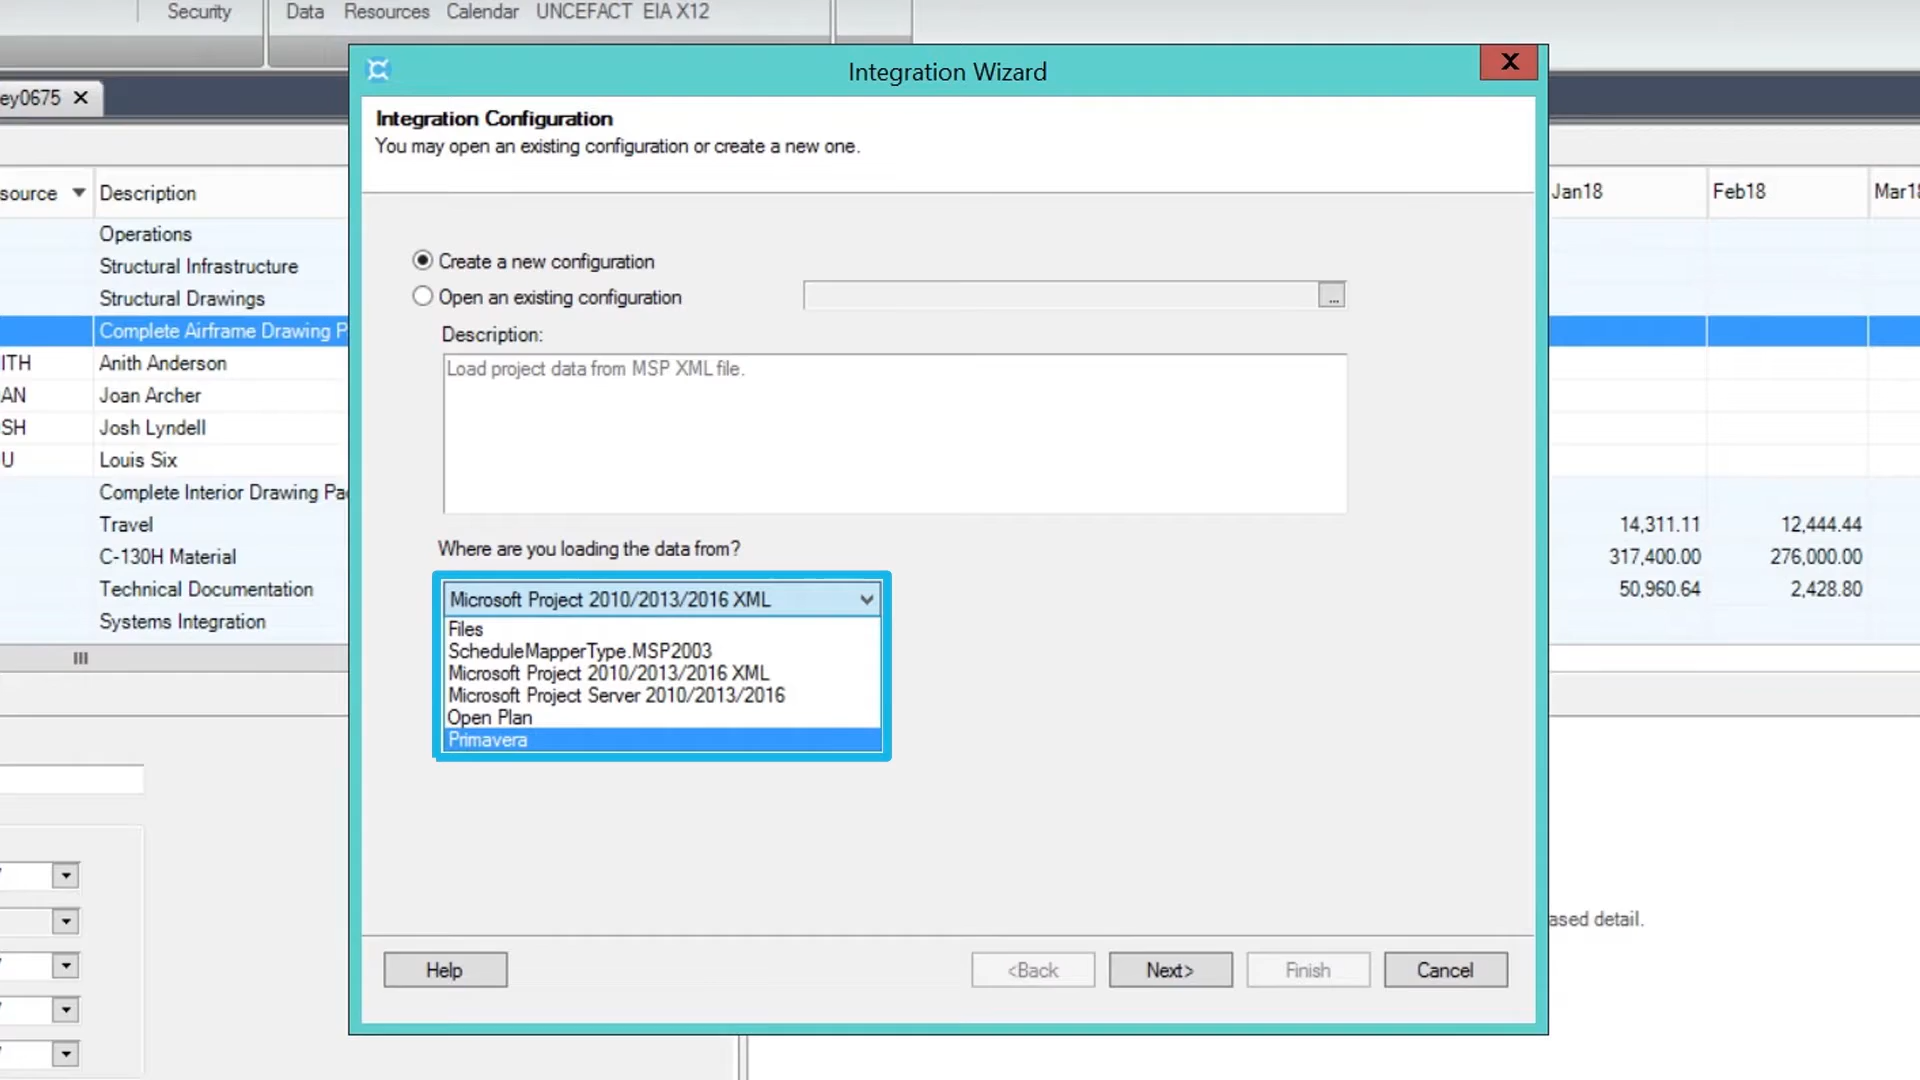 Security
Data Resources Calendar UNCEFACT EIA X12
Integration Wizard
X
ey0675 X
Integration Configuration
You may open an existing configuration or create a new one.
source Description
Jan18 Feb18 Mar18
Operations
Structural Infrastructure
Structural Drawings
Complete Airframe Drawing P
ITH Anith Anderson
AN Joan Archer
SH Josh Lyndell
U Louis Six
Complete Interior Drawing Pac
Travel 14,311.11 12,444.44
C-130H Material 317,400.00 276,000.00
Technical Documentation 50,960.64 2,428.80
Systems Integration
Create a new configuration
Open an existing configuration ...
Description:
Load project data from MSP XML file.
Where are you loading the data from?
Microsoft Project 2010/2013/2016 XML
Files
ScheduleMapperType.MSP2003
Microsoft Project 2010/2013/2016 XML
Microsoft Project Server 2010/2013/2016
Open Plan
Primavera
ased detail.
Help <Back Next> Finish Cancel